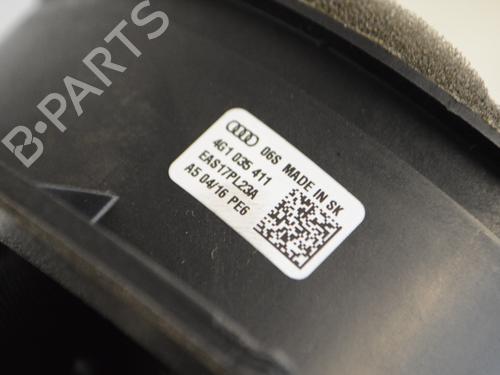 B-PARTS
06S MADE IN SK
4G1 035 411
EAS17PL23A
A5 04/16 PE6